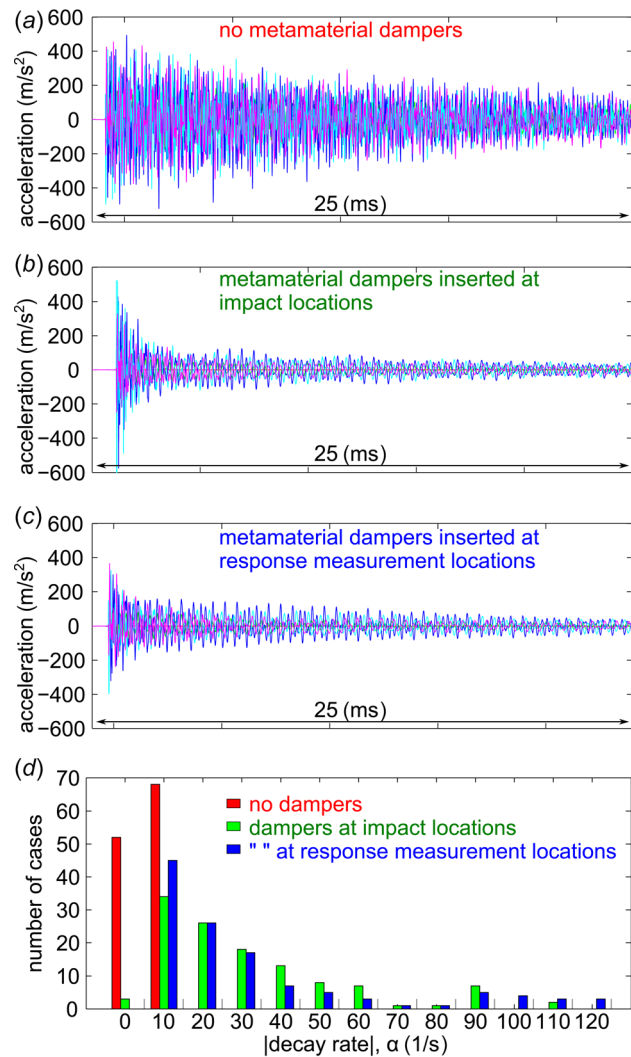 (a)
600
400
200
0
−200
−400
−600
acceleration (m/s²)
no metamaterial dampers
25 (ms)
(b)
600
400
200
0
−200
−400
−600
acceleration (m/s²)
metamaterial dampers inserted at
impact locations
25 (ms)
(c)
600
400
200
0
−200
−400
−600
acceleration (m/s²)
metamaterial dampers inserted at
response measurement locations
25 (ms)
(d)
70
60
50
40
30
20
10
0
number of cases
no dampers
dampers at impact locations
" " at response measurement locations
0 10 20 30 40 50 60 70 80 90 100 110 120
|decay rate|, α (1/s)